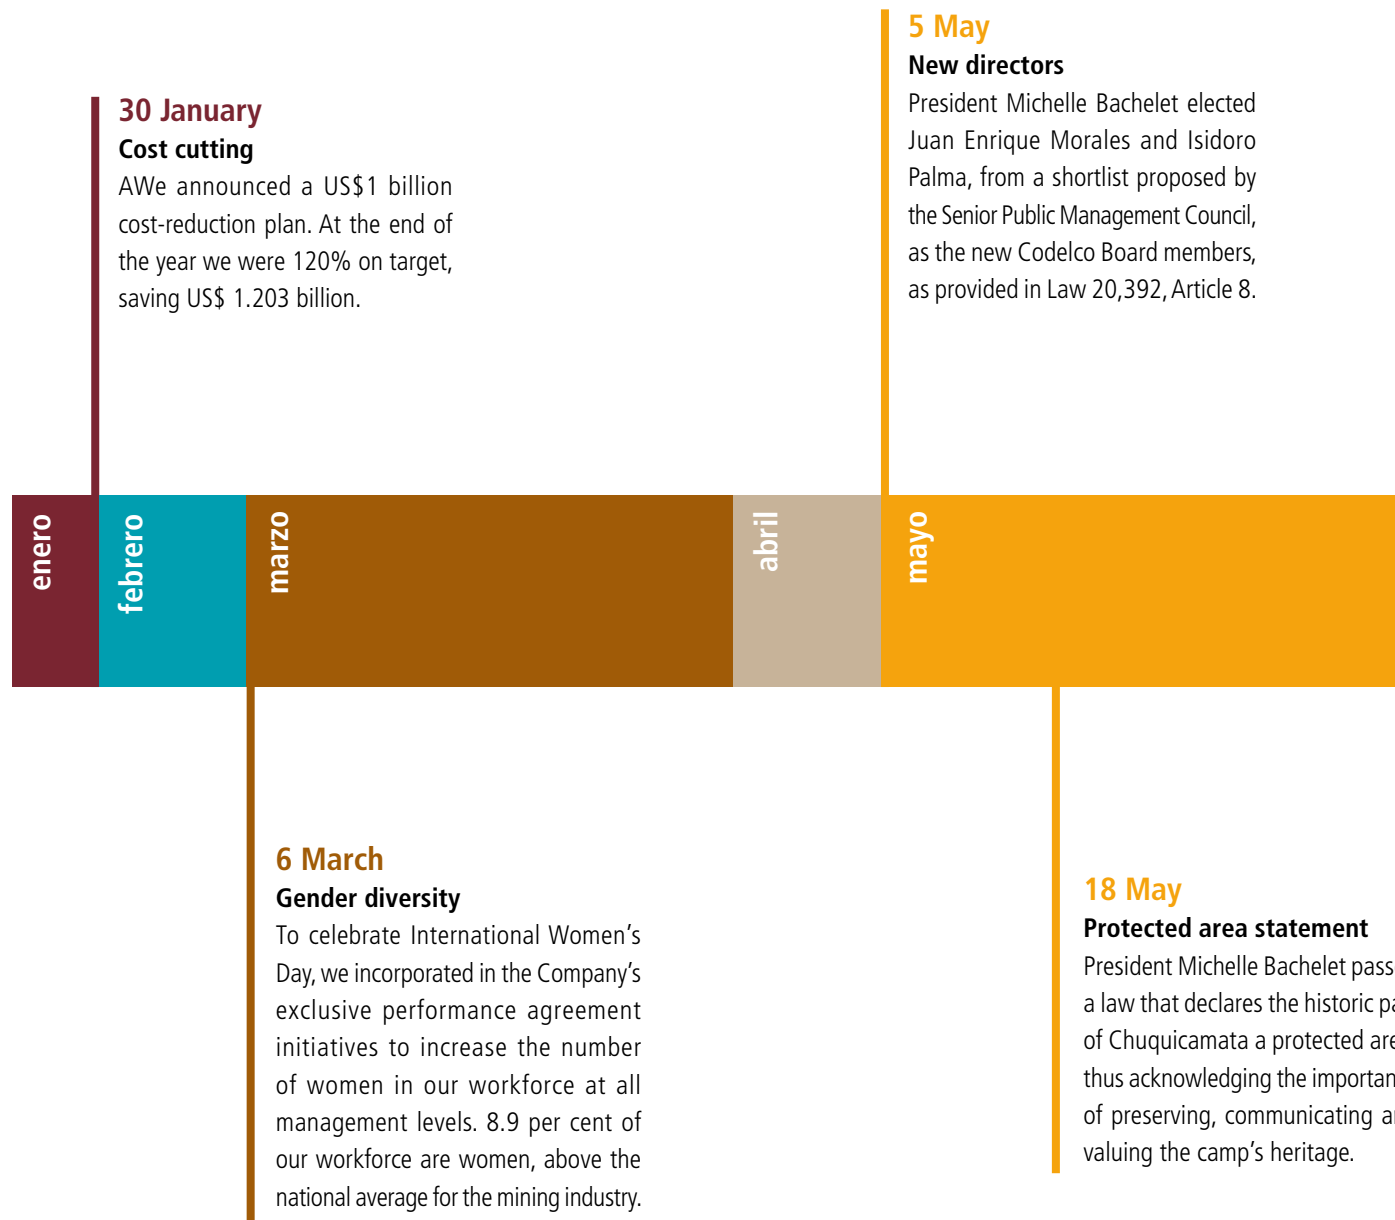 30 January
Cost cutting
AWe announced a US$1 billion
cost-reduction plan. At the end of
the year we were 120% on target,
saving US$ 1.203 billion.
5 May
New directors
President Michelle Bachelet elected
Juan Enrique Morales and Isidoro
Palma, from a shortlist proposed by
the Senior Public Management Council,
as the new Codelco Board members,
as provided in Law 20,392, Article 8.
enero
febrero
marzo
abril
mayo
6 March
Gender diversity
To celebrate International Women's
Day, we incorporated in the Company's
exclusive performance agreement
initiatives to increase the number
of women in our workforce at all
management levels. 8.9 per cent of
our workforce are women, above the
national average for the mining industry.
18 May
Protected area statement
President Michelle Bachelet
a law that declares the historic
of Chuquicamata a protected
thus acknowledging the
of preserving, communicating
valuing the camp's heritage.